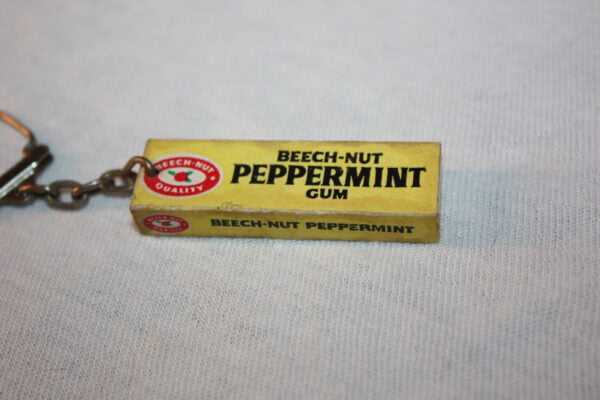 BEECH-NUT
QUALITY
BEECH-NUT
PEPPERMINT
GUM
BEECH-NUT PEPPERMINT